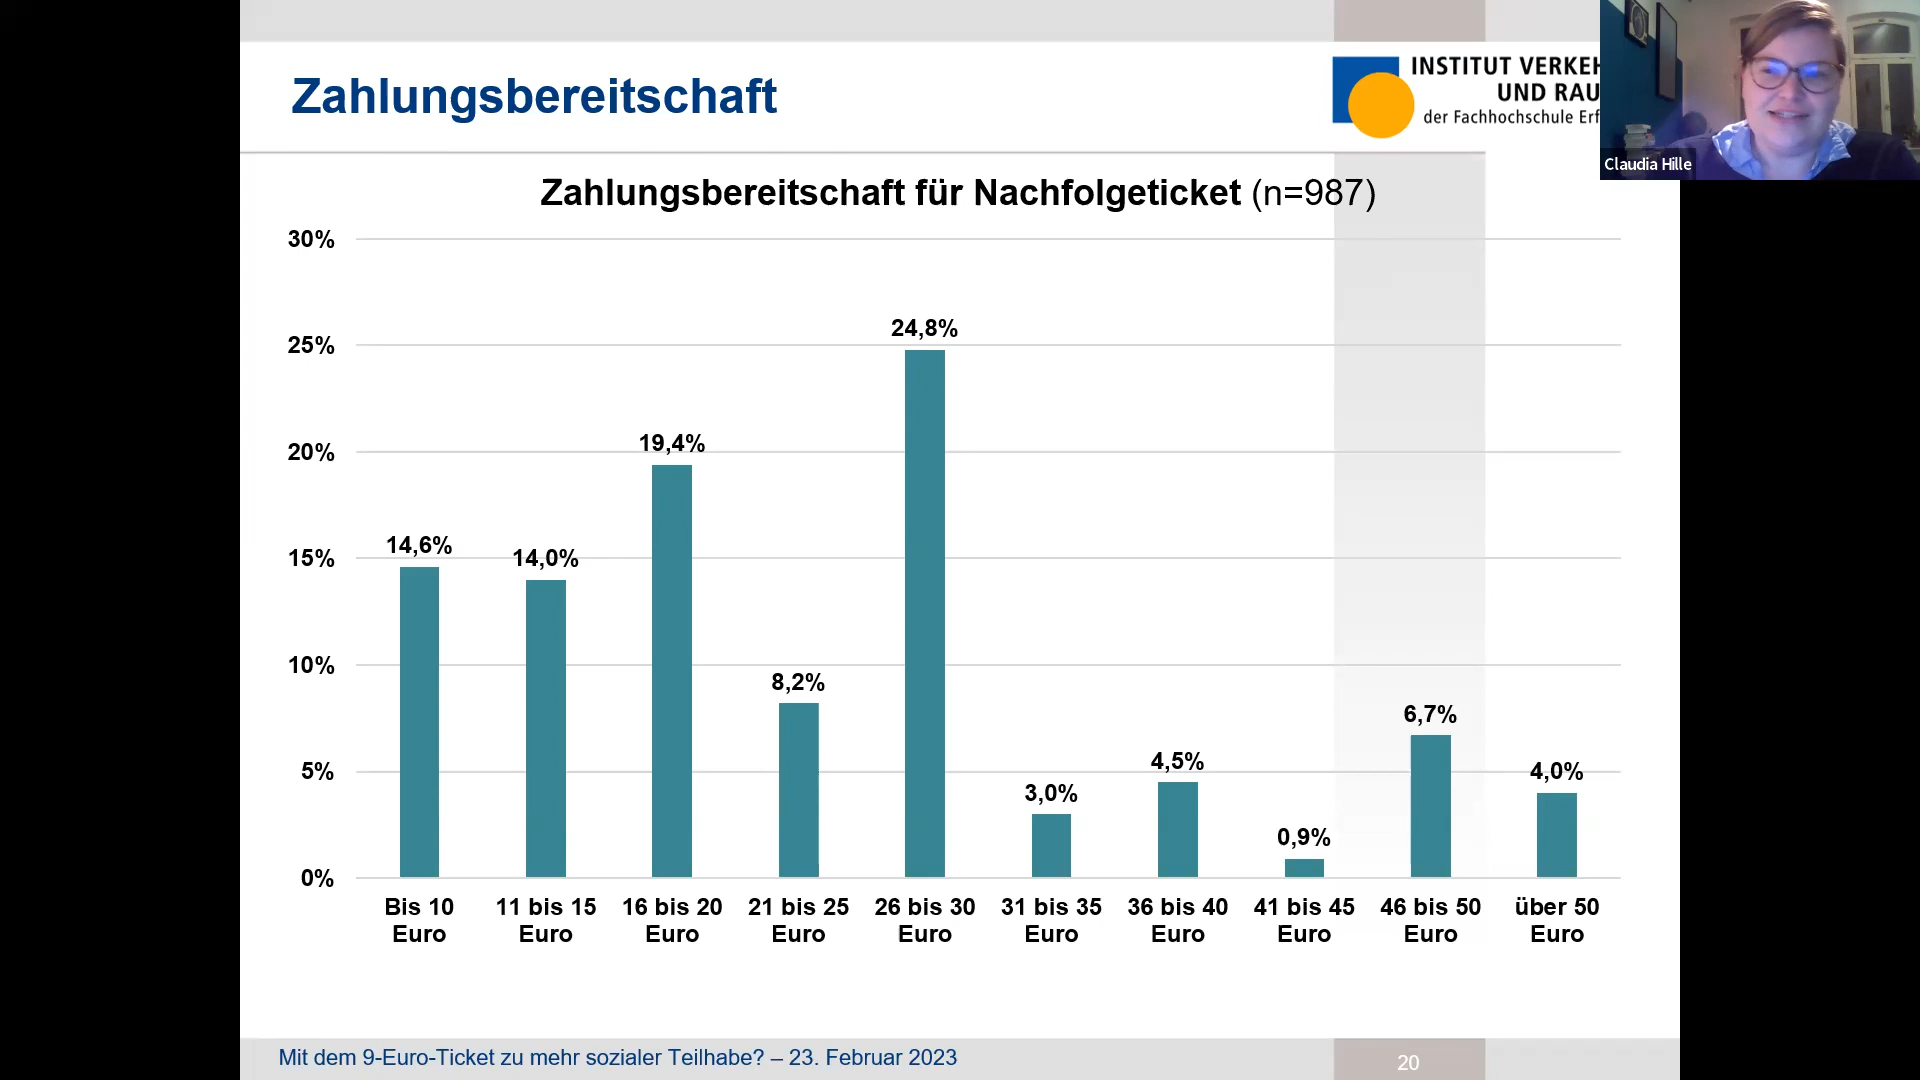 Zahlungsbereitschaft
INSTITUT VERKEH
UND RAU
der Fachhochschule Erf
Claudia Hille
Zahlungsbereitschaft für Nachfolgeticket (n=987)
30%
25%
20%
15%
10%
5%
0%
14,6%
14,0%
19,4%
8,2%
24,8%
3,0%
4,5%
0,9%
6,7%
4,0%
Bis 10
Euro
11 bis 15
Euro
16 bis 20
Euro
21 bis 25
Euro
26 bis 30
Euro
31 bis 35
Euro
36 bis 40
Euro
41 bis 45
Euro
46 bis 50
Euro
über 50
Euro
Mit dem 9-Euro-Ticket zu mehr sozialer Teilhabe? – 23. Februar 2023
20